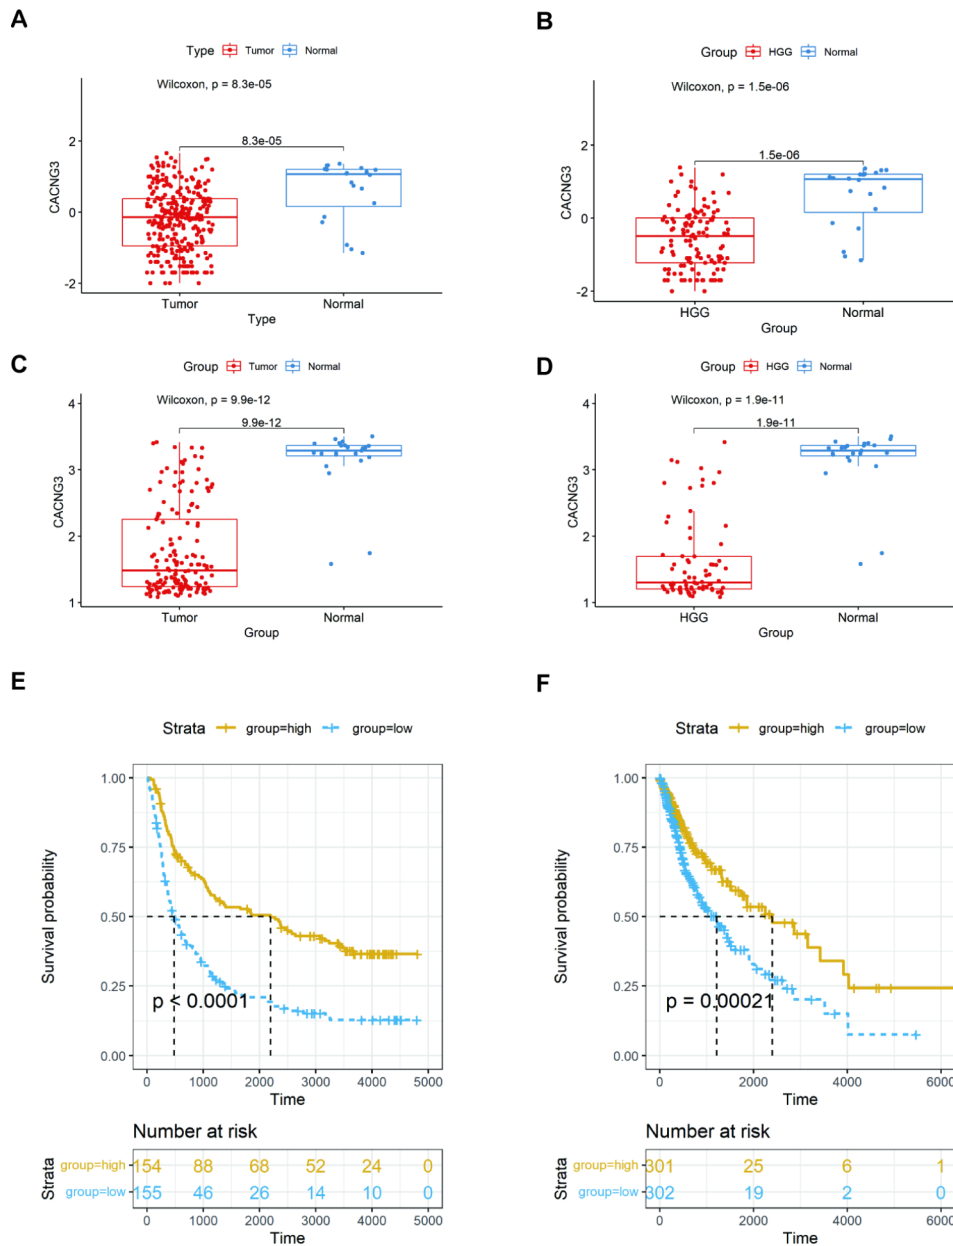 A
Type Tumor Normal
Wilcoxon, p = 8.3e-05
8.3e-05
2
0
-2
CACNG3
Tumor Normal
Type
B
Group HGG Normal
Wilcoxon, p = 1.5e-06
1.5e-06
2
0
-2
CACNG3
HGG Normal
Group
C
Group Tumor Normal
Wilcoxon, p = 9.9e-12
9.9e-12
4
3
2
1
CACNG3
Tumor Normal
Group
D
Group HGG Normal
Wilcoxon, p = 1.9e-11
1.9e-11
4
3
2
1
CACNG3
HGG Normal
Group
E
Strata group=high group=low
1.00
0.75
0.50
0.25
0.00
Survival probability
p < 0.0001
0 1000 2000 3000 4000 5000
Time
Number at risk
Strata
group=high 154 88 68 52 24 0
group=low 155 46 26 14 10 0
0 1000 2000 3000 4000 5000
Time
F
Strata group=high group=low
1.00
0.75
0.50
0.25
0.00
Survival probability
p = 0.00021
0 2000 4000 6000
Time
Number at risk
Strata
group=high 301 25 6 1
group=low 302 19 2 0
0 2000 4000 6000
Time